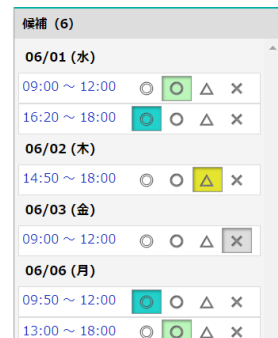 候補（6）
06/01 (水)
09:00 ～ 12:00 ◎ ○ △ ×
16:20 ～ 18:00 ◎ ○ △ ×
06/02 (木)
14:50 ～ 18:00 ◎ ○ △ ×
06/03 (金)
09:00 ～ 12:00 ◎ ○ △ ×
06/06 (月)
09:50 ～ 12:00 ◎ ○ △ ×
13:00 ～ 18:00 ◎ ○ △ ×